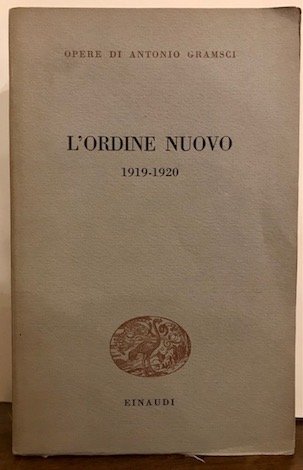 OPERE DI ANTONIO GRAMSCI
L'ORDINE NUOVO
1919-1920
EINAUDI